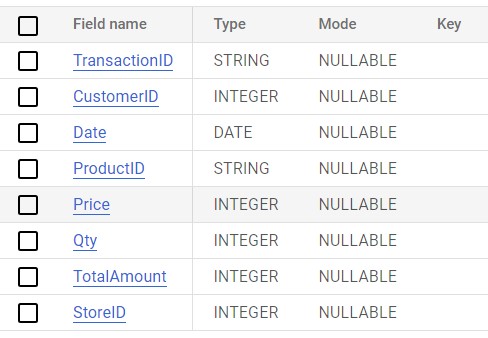 Field name Type Mode Key
TransactionID STRING NULLABLE
CustomerID INTEGER NULLABLE
Date DATE NULLABLE
ProductID STRING NULLABLE
Price INTEGER NULLABLE
Qty INTEGER NULLABLE
TotalAmount INTEGER NULLABLE
StoreID INTEGER NULLABLE